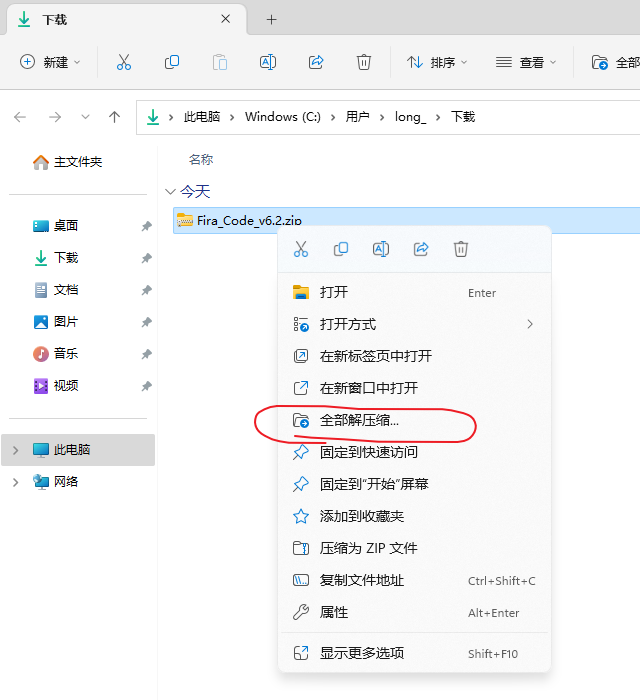 下载
新建
排序
查看
全部
此电脑 Windows (C:) 用户 long_ 下载
主文件夹
名称
今天
Fira_Code_v6.2.zip
桌面
下载
文档
图片
音乐
视频
此电脑
网络
打开 Enter
打开方式
在新标签页中打开
在新窗口中打开
全部解压缩...
固定到快速访问
固定到"开始"屏幕
添加到收藏夹
压缩为 ZIP 文件
复制文件地址 Ctrl+Shift+C
属性 Alt+Enter
显示更多选项 Shift+F10